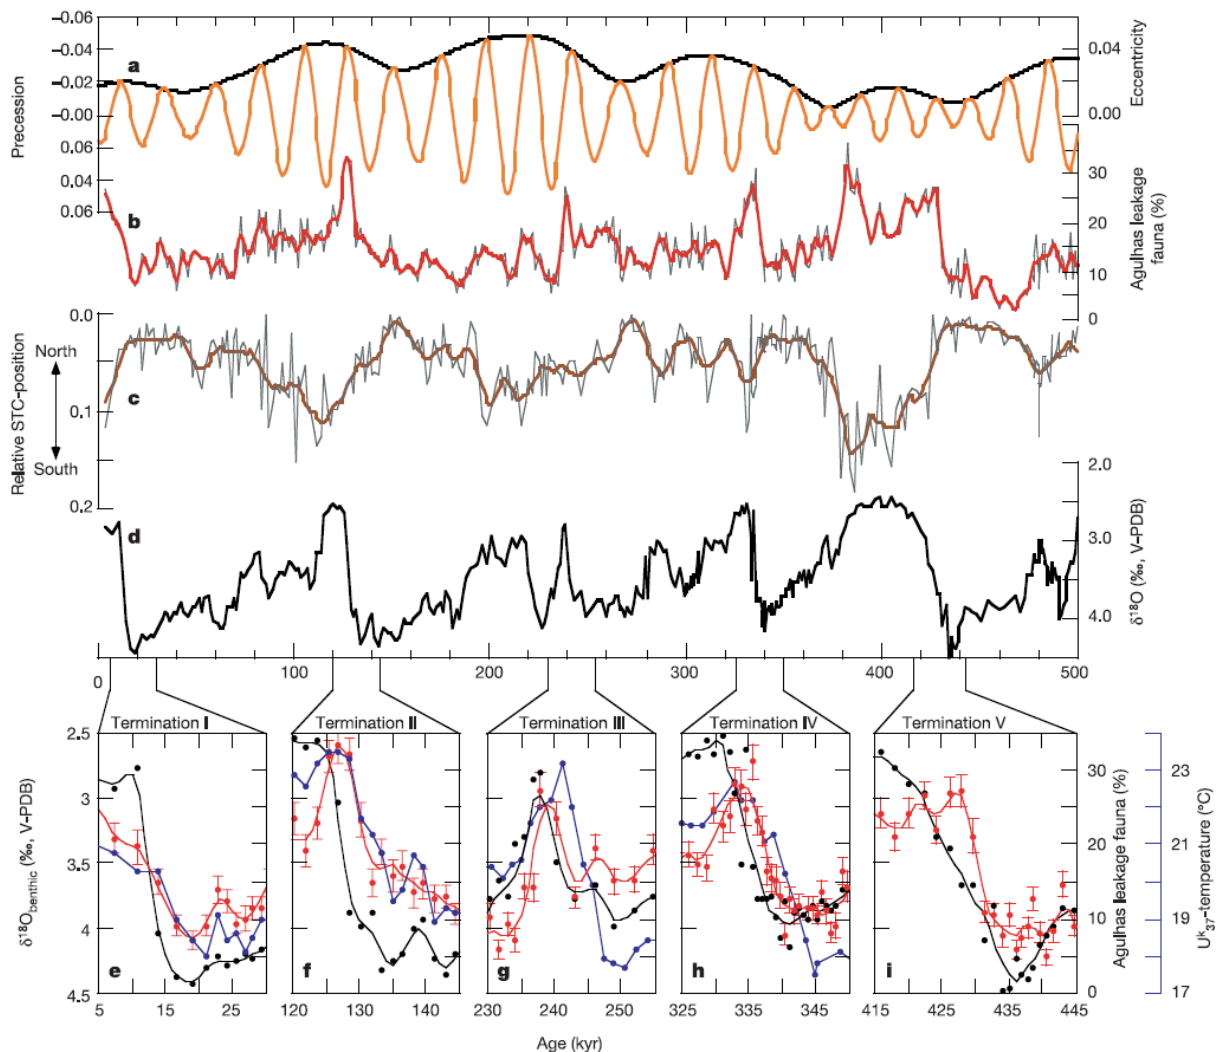 −0.06
−0.04
−0.02
−0.00
0.06
0.04
0.06
Precession
a
0.04
0.00
Eccentricity
b
30
20
10
0
Agulhas leakage
fauna (%)
0.0
0.1
0.2
Relative STC-position
North
South
c
2.0
3.0
4.0
δ18O (‰, V–PDB)
d
0 100 200 300 400 500
Termination I Termination II Termination III Termination IV Termination V
2.5
3
3.5
4
4.5
δ18Obenthic (‰, V-PDB)
e f g h i
30
20
10
0
Agulhas leakage fauna (%)
23
21
19
17
Uk37-temperature (°C)
5 15 25 120 130 140 230 240 250 325 335 345 415 425 435 445
Age (kyr)